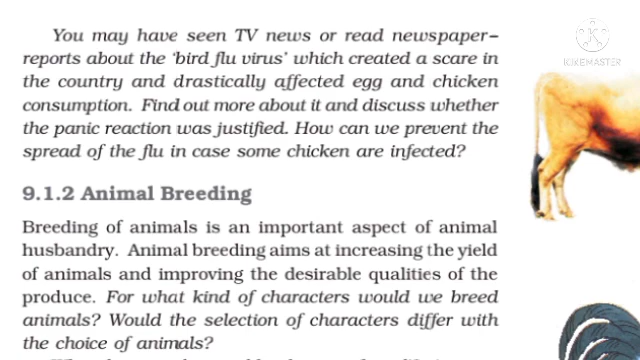 You may have seen TV news or read newspaper–
reports about the ‘bird flu virus’ which created a scare in
the country and drastically affected egg and chicken
consumption. Find out more about it and discuss whether
the panic reaction was justified. How can we prevent the
spread of the flu in case some chicken are infected?
9.1.2 Animal Breeding
Breeding of animals is an important aspect of animal
husbandry. Animal breeding aims at increasing the yield
of animals and improving the desirable qualities of the
produce. For what kind of characters would we breed
animals? Would the selection of characters differ with
the choice of animals?
KINEMASTER